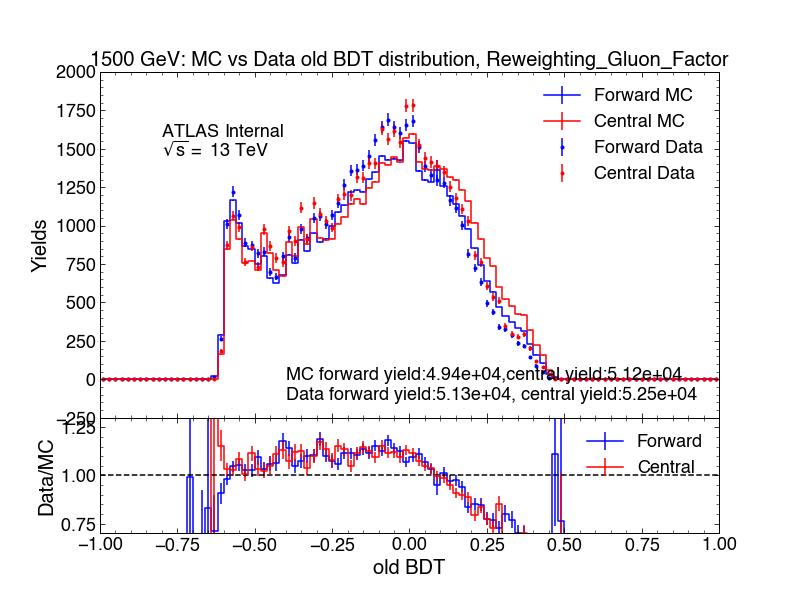 1500 GeV: MC vs Data old BDT distribution, Reweighting_Gluon_Factor
2000
1750
1500
1250
1000
750
500
250
0
−250
Yields
ATLAS Internal
√s = 13 TeV
Forward MC
Central MC
Forward Data
Central Data
MC forward yield:4.94e+04,central yield:5.12e+04
Data forward yield:5.13e+04, central yield:5.25e+04
1.25
1.00
0.75
Data/MC
Forward
Central
−1.00 −0.75 −0.50 −0.25 0.00 0.25 0.50 0.75 1.00
old BDT